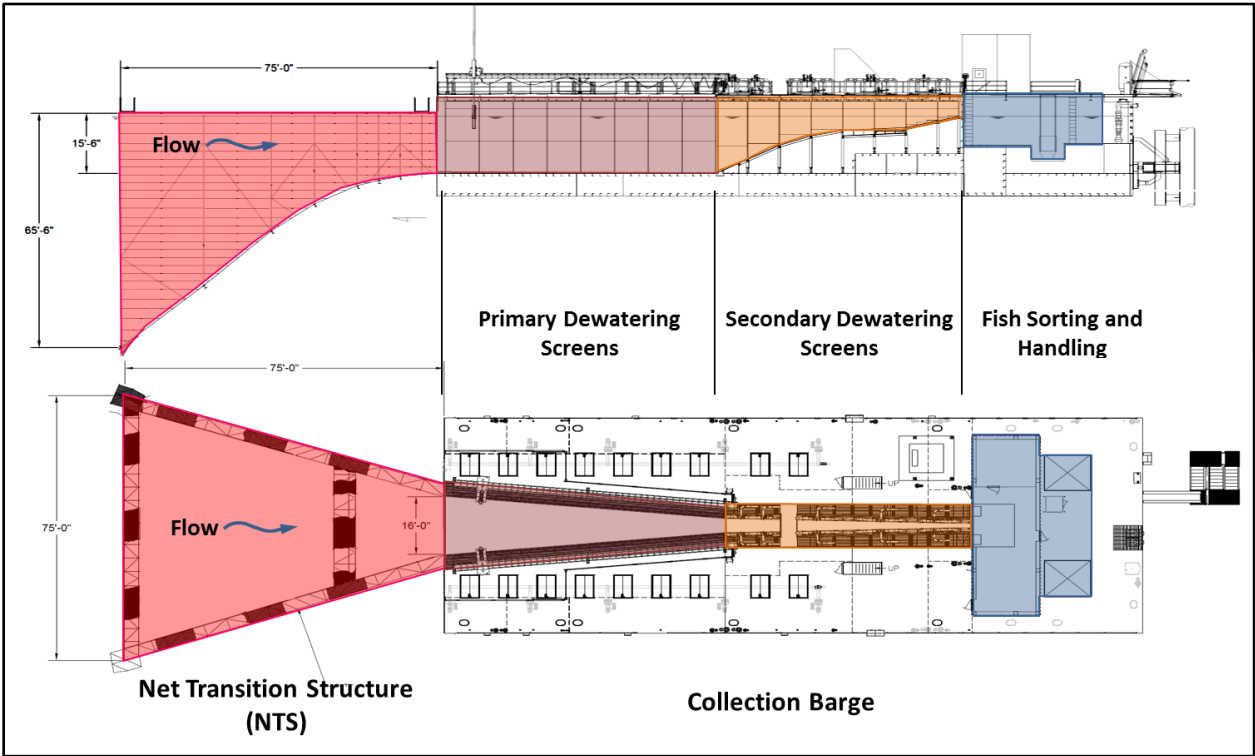 75'-0"
Flow
15'-6"
65'-6"
Primary Dewatering
Screens
Secondary Dewatering
Screens
Fish Sorting and
Handling
75'-0"
75'-0"
Flow
16'-0"
UP
UP
Net Transition Structure
(NTS)
Collection Barge